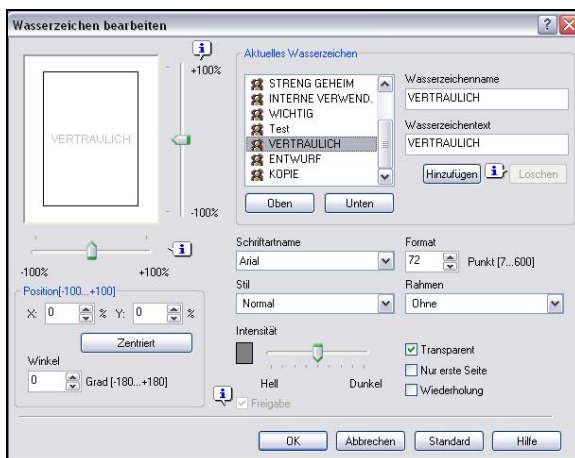 Wasserzeichen bearbeiten
+100%
VERTRAULICH
-100%
-100% +100%
Position[-100...+100]
X: 0 % Y: 0 %
Zentriert
Winkel
0 Grad [-180...+180]
Aktuelles Wasserzeichen
STRENG GEHEIM
INTERNE VERWEND.
WICHTIG
Test
VERTRAULICH
ENTWURF
KOPIE
Oben Unten
Wasserzeichenname
VERTRAULICH
Wasserzeichentext
VERTRAULICH
Hinzufügen Löschen
Schriftartname
Arial
Format
72 Punkt [7...600]
Stil
Normal
Rahmen
Ohne
Intensität
Hell Dunkel
Freigabe
Transparent
Nur erste Seite
Wiederholung
OK Abbrechen Standard Hilfe